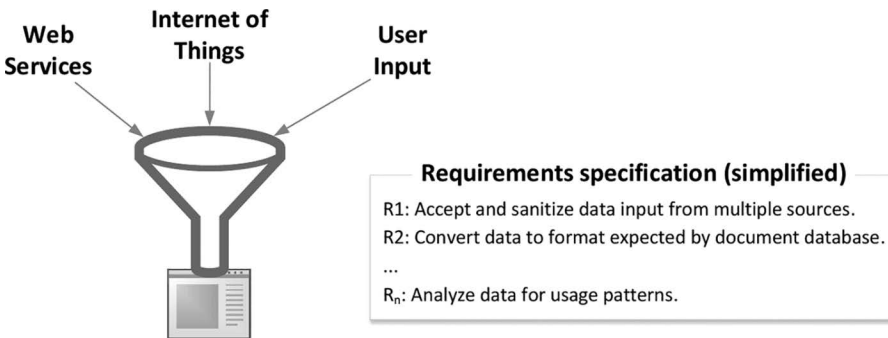 Web
Services
Internet of
Things
User
Input
Requirements specification (simplified)
R1: Accept and sanitize data input from multiple sources.
R2: Convert data to format expected by document database.
...
Rn: Analyze data for usage patterns.